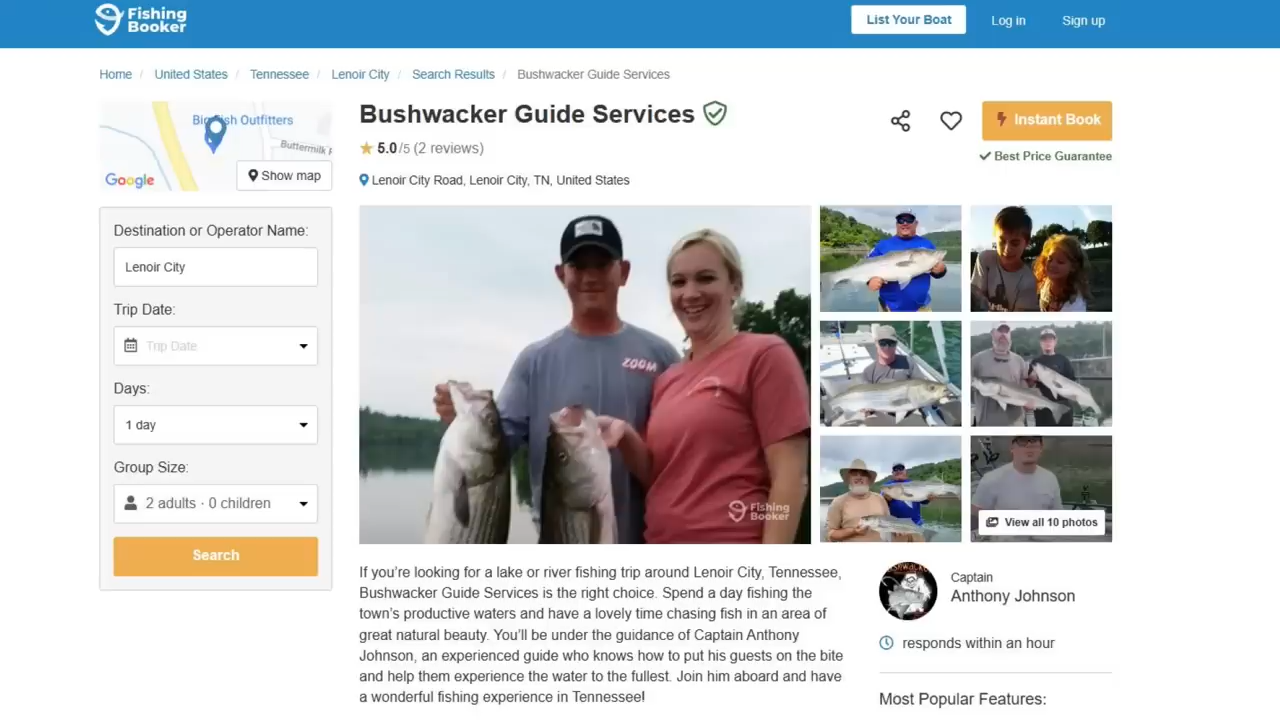 Fishing
Booker
List Your Boat
Log in
Sign up
Home / United States / Tennessee / Lenoir City / Search Results / Bushwacker Guide Services
Big Fish Outfitters
Buttermilk
Google
Show map
Bushwacker Guide Services
5.0/5 (2 reviews)
Lenoir City Road, Lenoir City, TN, United States
Instant Book
Best Price Guarantee
Destination or Operator Name:
Lenoir City
Trip Date:
Trip Date
Days:
1 day
Group Size:
2 adults · 0 children
Search
ZOOM
Fishing
Booker
View all 10 photos
If you’re looking for a lake or river fishing trip around Lenoir City, Tennessee,
Bushwacker Guide Services is the right choice. Spend a day fishing the
town’s productive waters and have a lovely time chasing fish in an area of
great natural beauty. You’ll be under the guidance of Captain Anthony
Johnson, an experienced guide who knows how to put his guests on the bite
and help them experience the water to the fullest. Join him aboard and have
a wonderful fishing experience in Tennessee!
Captain
Anthony Johnson
responds within an hour
Most Popular Features: